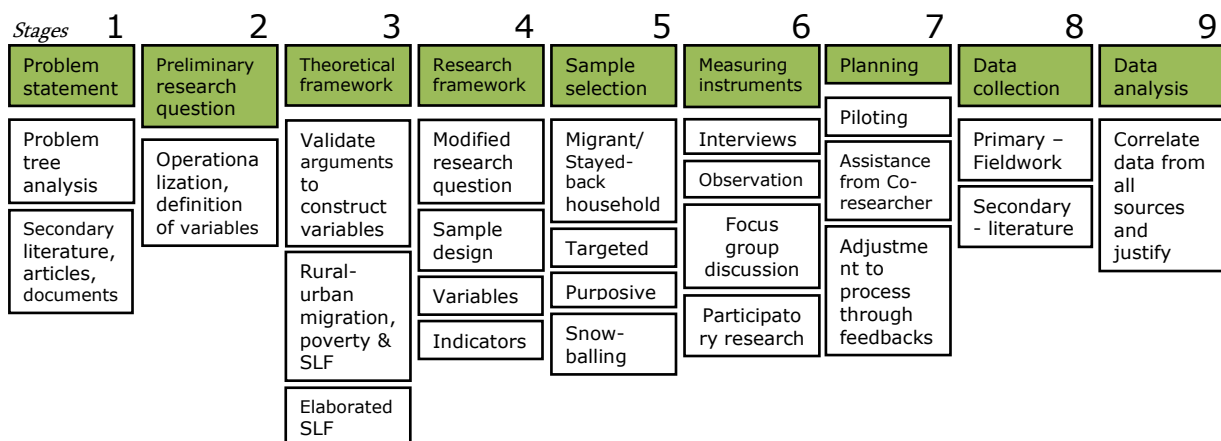 Stages 1 2 3 4 5 6 7 8 9
Problem
statement
Problem
tree
analysis
Secondary
literature,
articles,
documents
Preliminary
research
question
Operationa
lization,
definition
of variables
Theoretical
framework
Validate
arguments
to
construct
variables
Rural-
urban
migration,
poverty &
SLF
Elaborated
SLF
Research
framework
Modified
research
question
Sample
design
Variables
Indicators
Sample
selection
Migrant/
Stayed-
back
household
Targeted
Purposive
Snow-
balling
Measuring
instruments
Interviews
Observation
Focus
group
discussion
Participato
ry research
Planning
Piloting
Assistance
from Co-
researcher
Adjustme
nt to
process
through
feedbacks
Data
collection
Primary –
Fieldwork
Secondary
- literature
Data
analysis
Correlate
data from
all
sources
and
justify